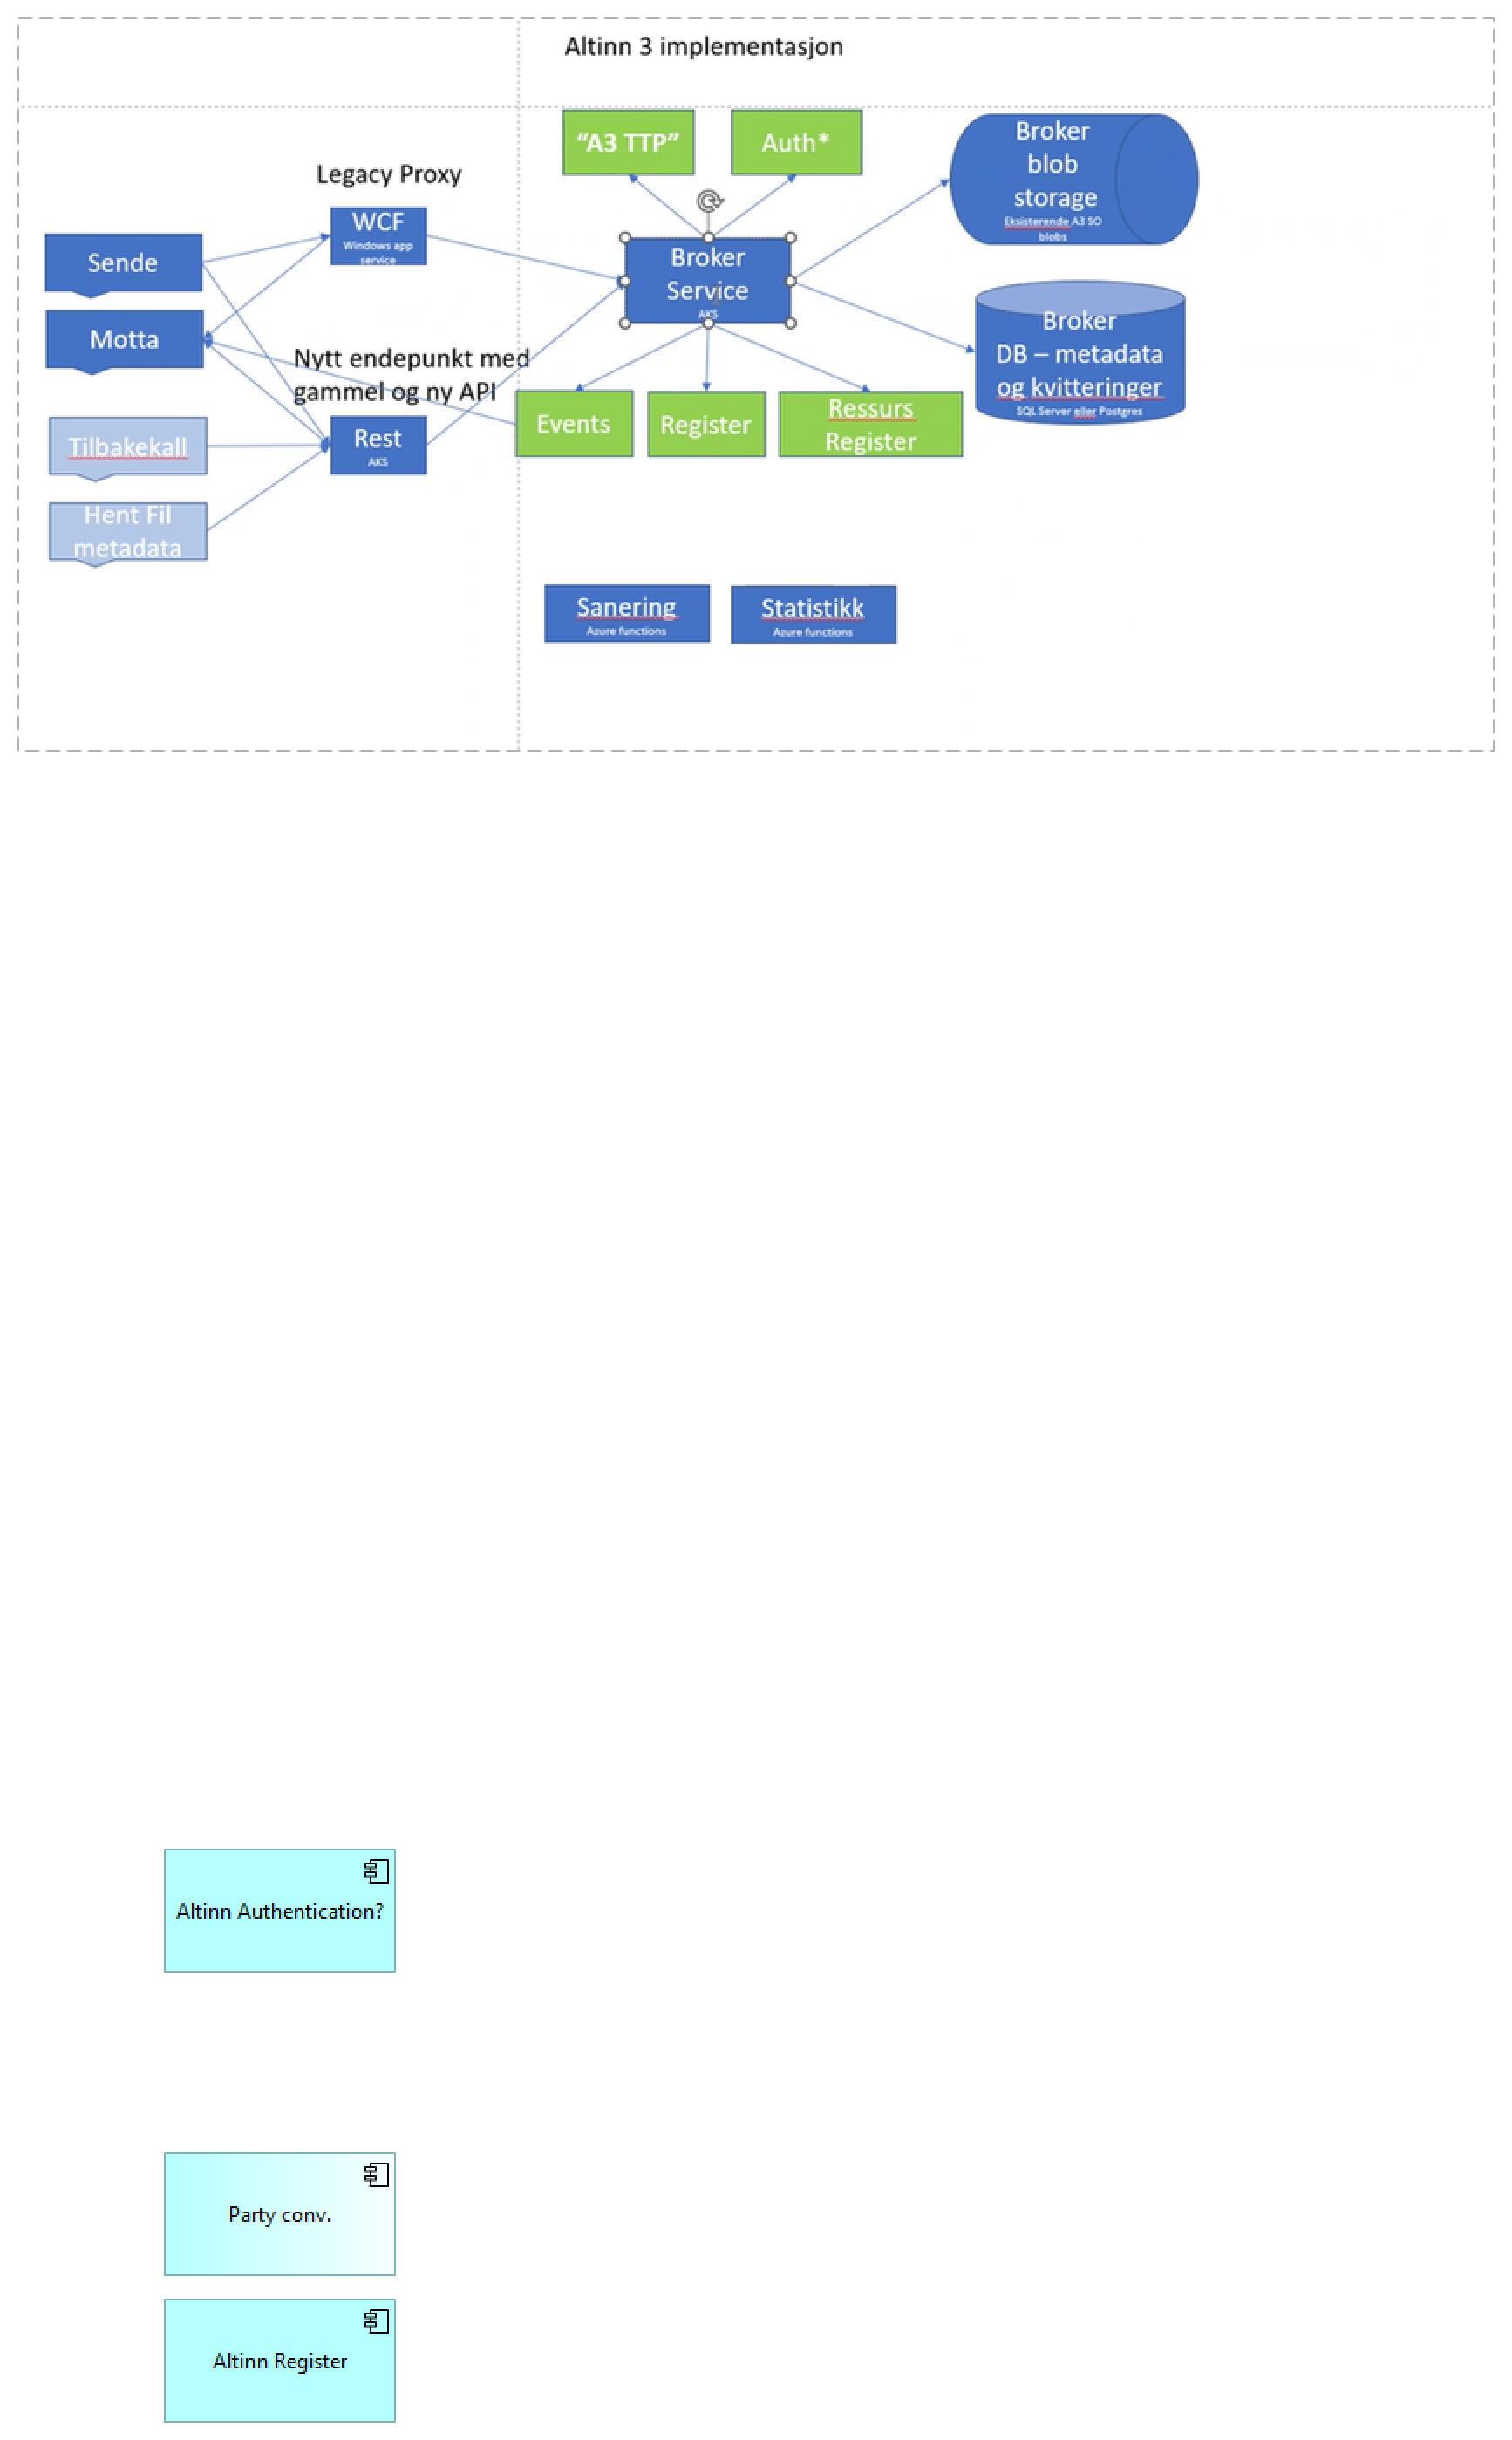 Altinn 3 implementasjon
"A3 TTP"
Auth*
Broker
blob
storage
Eksisterende A3 SO
blobs
Legacy Proxy
WCF
Windows app
service
Sende
Broker
Service
AKS
Motta
Broker
DB – metadata
og kvitteringer
SQL Server eller Postgres
Nytt endepunkt med
gammel og ny API
Rest
AKS
Events
Register
Ressurs
Register
Tilbakekall
Hent Fil
metadata
Sanering
Azure functions
Statistikk
Azure functions
Altinn Authentication?
Party conv.
Altinn Register